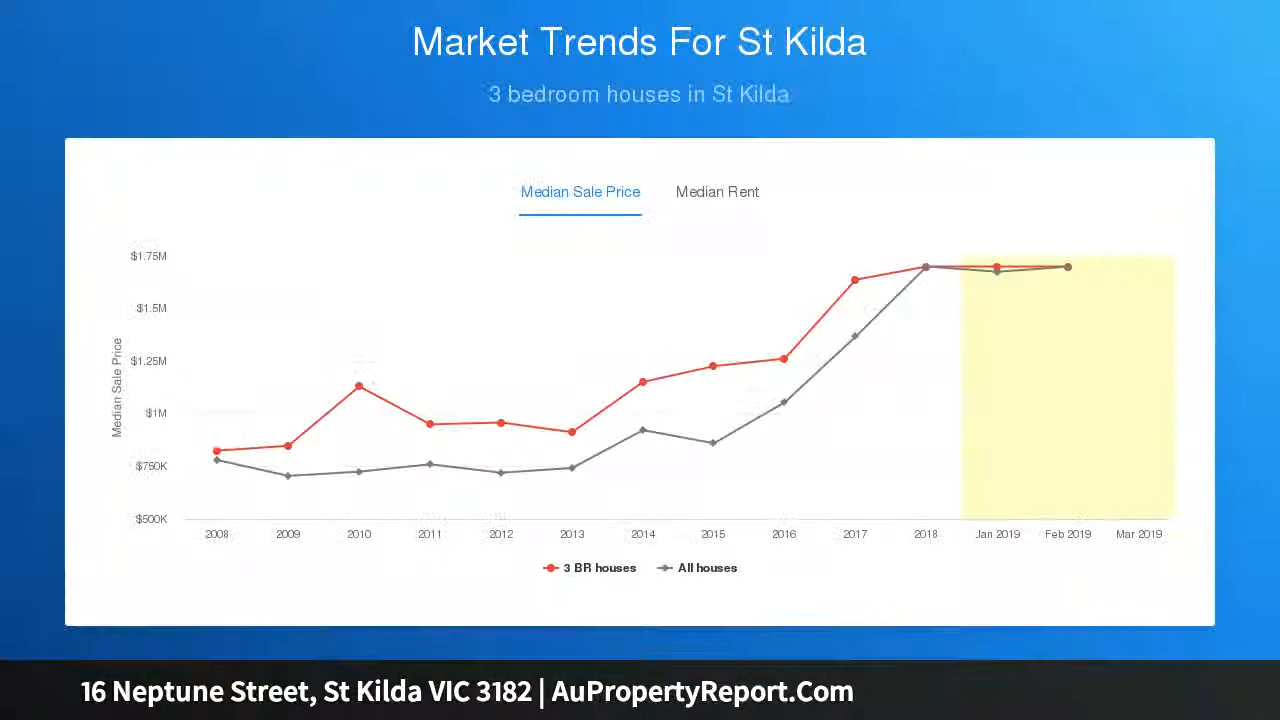 Market Trends For St Kilda
3 bedroom houses in St Kilda
Median Sale Price Median Rent
Median Sale Price
$1.75M
$1.5M
$1.25M
$1M
$750K
$500K
2008 2009 2010 2011 2012 2013 2014 2015 2016 2017 2018 Jan 2019 Feb 2019 Mar 2019
3 BR houses All houses
16 Neptune Street, St Kilda VIC 3182 | AuPropertyReport.Com